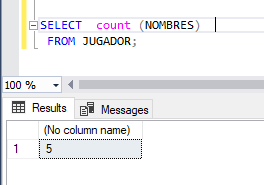 SELECT count (NOMBRES)
FROM JUGADOR;
100 %
Results Messages
(No column name)
1 5